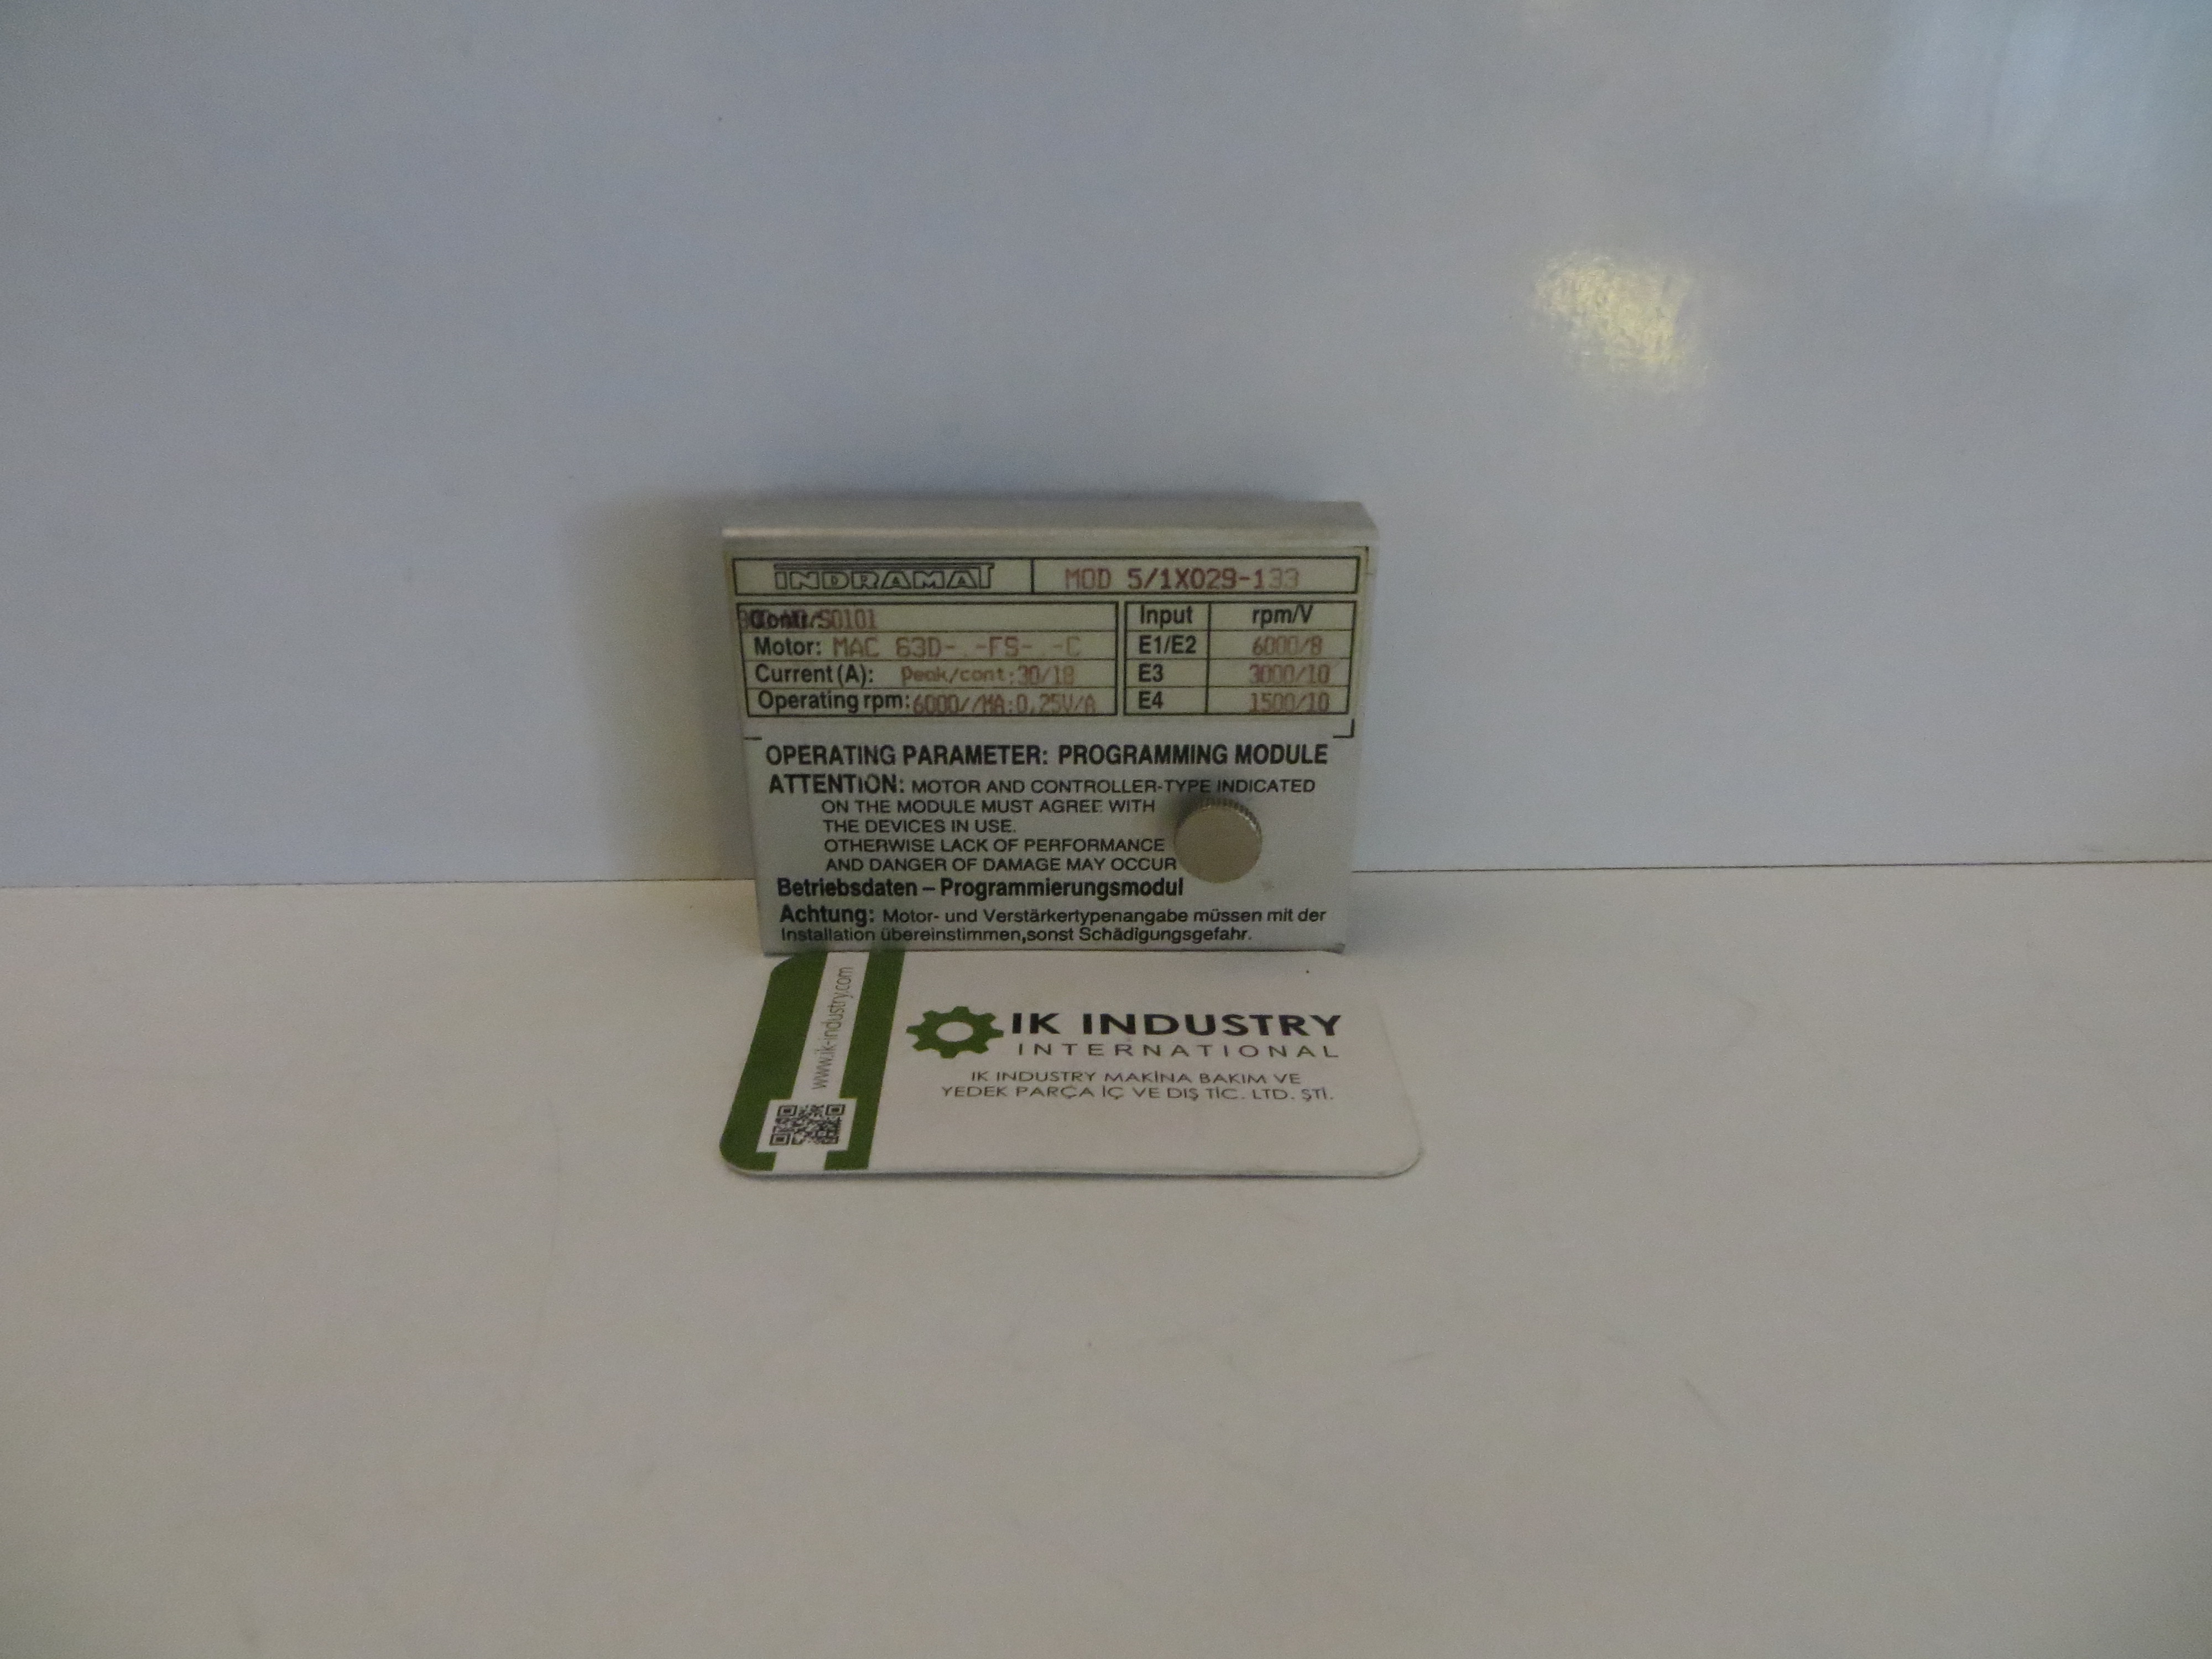 INDRAMAT MOD 5/1X029-133
Contr S0101
Motor: MAC 63D-.-FS-.-C
Current (A): Peak/cont:30/18
Operating rpm: 6000//MA:0,25V/A
Input rpm/V
E1/E2 6000/8
E3 3000/10
E4 1500/10
OPERATING PARAMETER: PROGRAMMING MODULE
ATTENTION: MOTOR AND CONTROLLER-TYPE INDICATED
ON THE MODULE MUST AGREE WITH
THE DEVICES IN USE.
OTHERWISE LACK OF PERFORMANCE
AND DANGER OF DAMAGE MAY OCCUR
Betriebsdaten – Programmierungsmodul
Achtung: Motor- und Verstärkertypenangabe müssen mit der
Installation übereinstimmen,sonst Schädigungsgefahr.
www.ik-industry.com
IK INDUSTRY
INTERNATIONAL
IK INDUSTRY MAKİNA BAKIM VE
YEDEK PARÇA İÇ VE DIŞ TİC. LTD. ŞTİ.